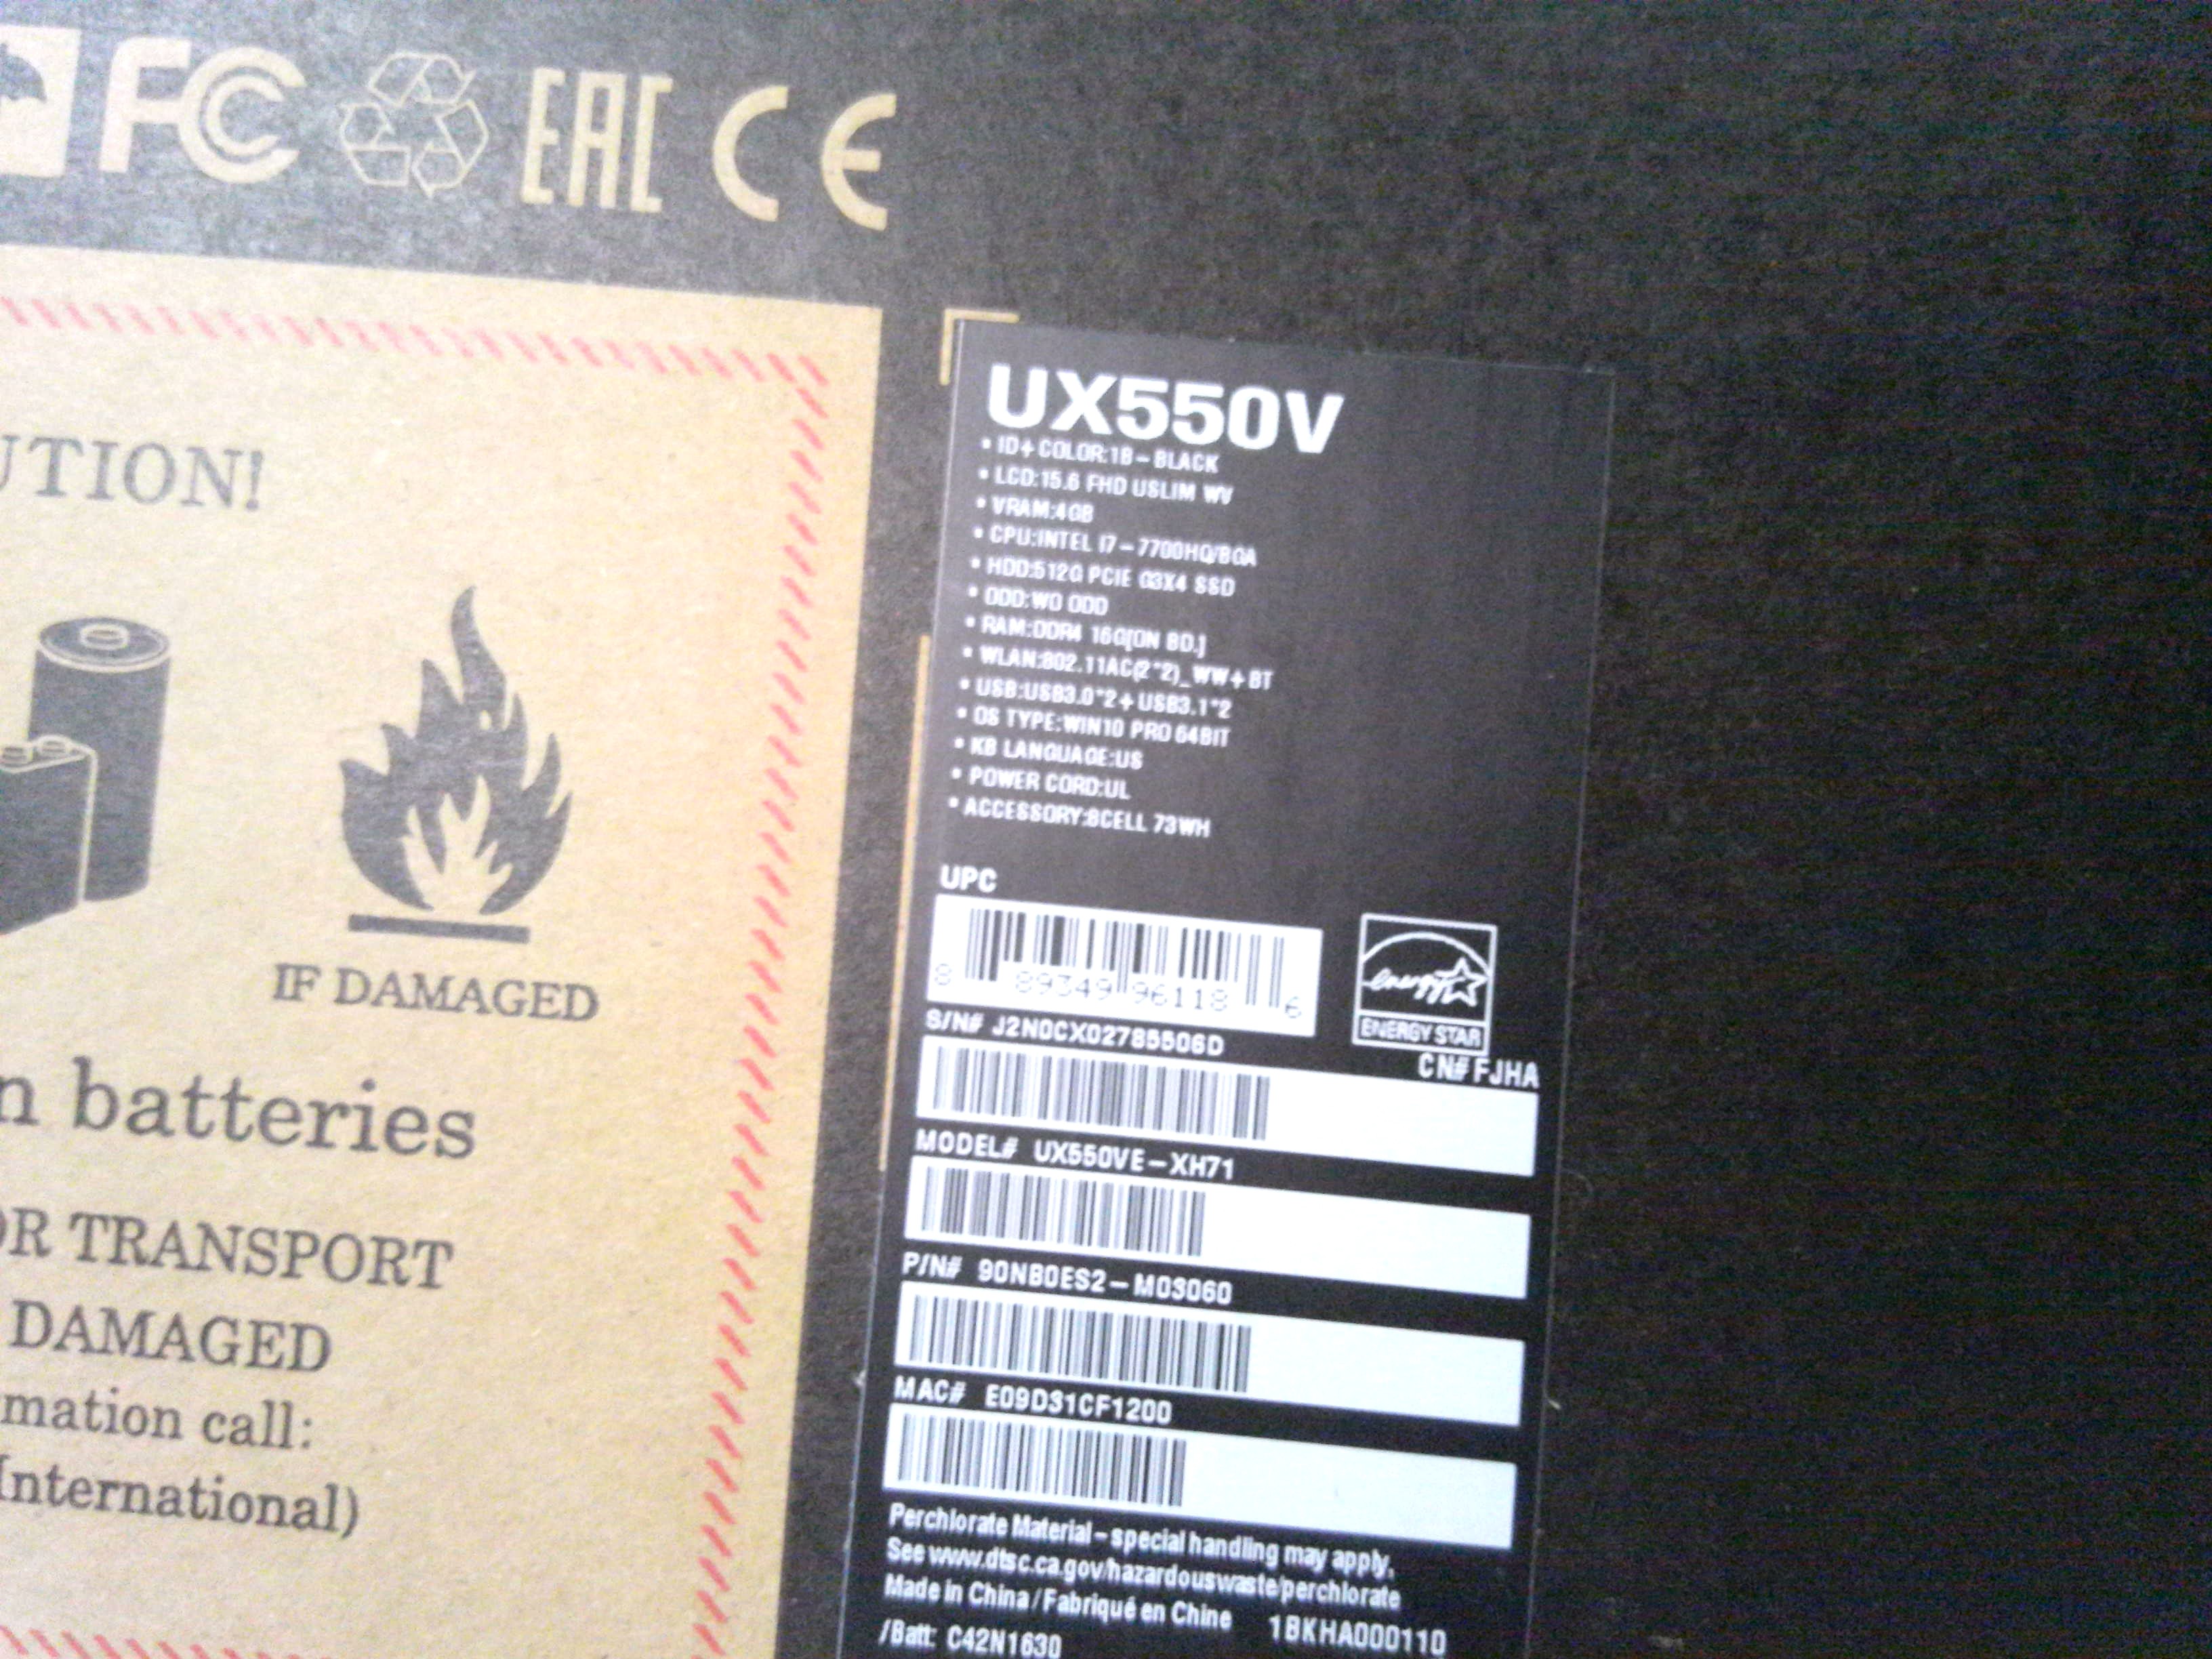 FC EAC CE
UTION!
IF DAMAGED
n batteries
OR TRANSPORT
DAMAGED
mation call:
International)
UX550V
• ID+COLOR:1B-BLACK
• LCD:15.6 FHD USLIM WV
• VRAM:4GB
• CPU:INTEL I7-7700HQ/BGA
• HDD:512G PCIE G3X4 SSD
• ODD:WO ODD
• RAM:DDR4 16G[ON BD.]
• WLAN:802.11AC(2*2)_WW+BT
• USB:USB3.0*2+USB3.1*2
• OS TYPE:WIN10 PRO 64BIT
• KB LANGUAGE:US
• POWER CORD:UL
• ACCESSORY:8CELL 73WH
UPC
8 89349 96118 6
energy
ENERGY STAR
S/N# J2N0CX02785506D
CN# FJHA
MODEL# UX550VE-XH71
P/N# 90NB0ES2-M03060
MAC# E09D31CF1200
Perchlorate Material - special handling may apply.
See www.dtsc.ca.gov/hazardouswaste/perchlorate
Made in China / Fabriqué en Chine 1BKHA000110
/Batt: C42N1630